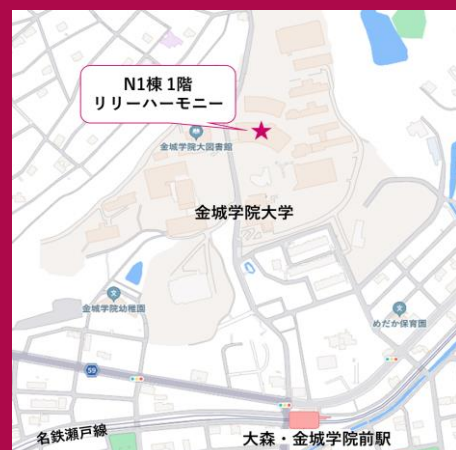 N1棟 1階
リリーハーモニー
金城学院大図書館
金城学院大学
金城学院幼稚園
めだか保育園
59
名鉄瀬戸線
大森・金城学院前駅